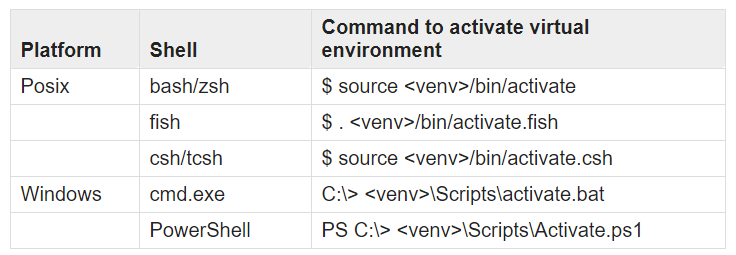 Platform Shell Command to activate virtual
environment
Posix bash/zsh $ source <venv>/bin/activate
fish $ . <venv>/bin/activate.fish
csh/tcsh $ source <venv>/bin/activate.csh
Windows cmd.exe C:\> <venv>\Scripts\activate.bat
PowerShell PS C:\> <venv>\Scripts\Activate.ps1